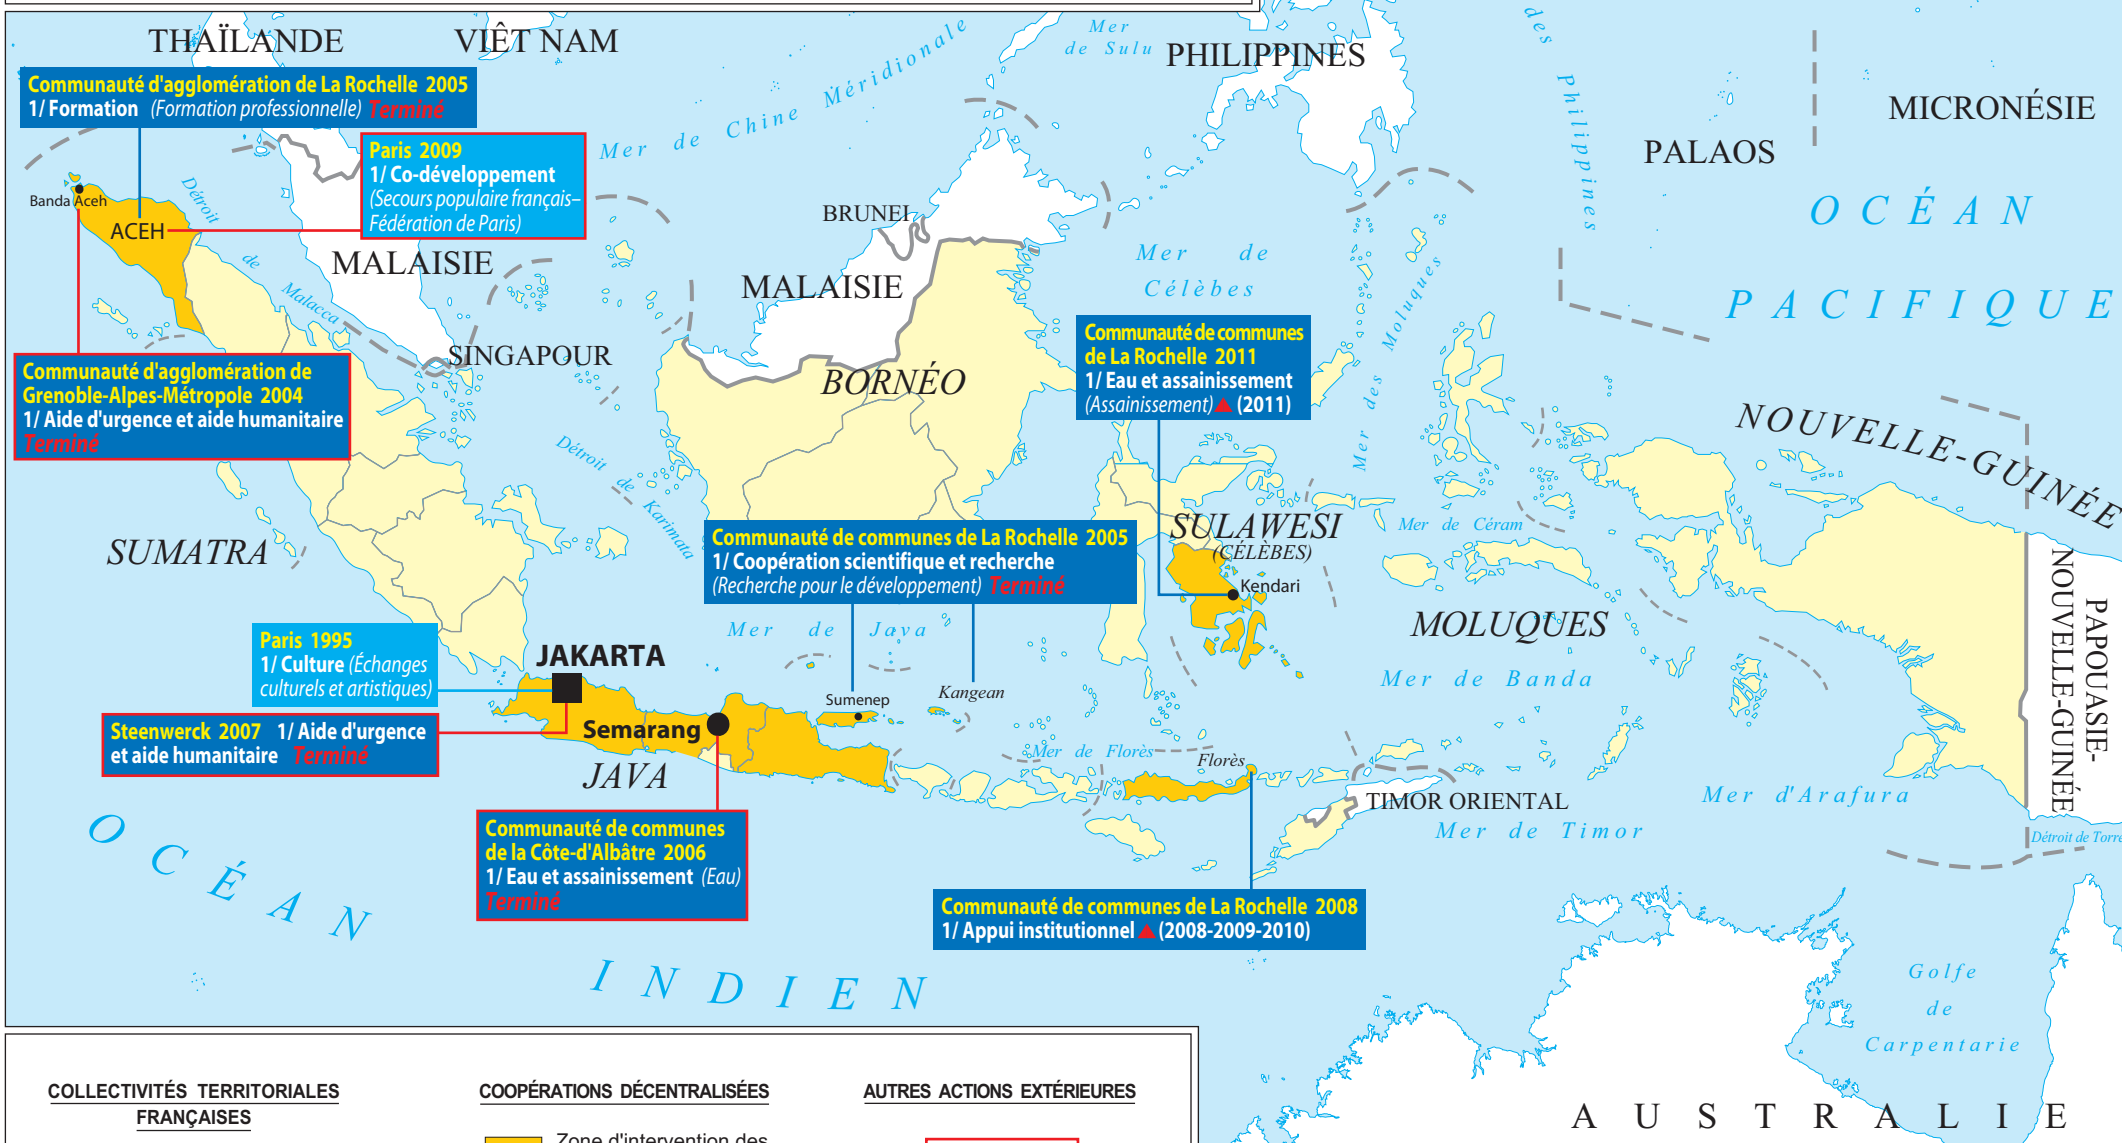 THAÏLANDE
VIÊT NAM
Mer
de Sulu
PHILIPPINES
des
Philippines
MICRONÉSIE
PALAOS
OCÉAN
PACIFIQUE
Mer de Chine Méridionale
Communauté d'agglomération de La Rochelle 2005
1/ Formation (Formation professionnelle) Terminé
Paris 2009
1/ Co-développement
(Secours populaire français–
Fédération de Paris)
Banda Aceh
ACEH
Détroit
de
Malacca
MALAISIE
BRUNEI
MALAISIE
Mer de
Célèbes
Mer des Moluques
SINGAPOUR
BORNÉO
Communauté d'agglomération de
Grenoble-Alpes-Métropole 2004
1/ Aide d'urgence et aide humanitaire
Terminé
Communauté de communes
de La Rochelle 2011
1/ Eau et assainissement
(Assainissement) ▲ (2011)
NOUVELLE-GUINÉE
Détroit
de
Karimata
SUMATRA
Communauté de communes de La Rochelle 2005
1/ Coopération scientifique et recherche
(Recherche pour le développement) Terminé
SULAWESI
(CÉLÈBES)
Kendari
Mer de Céram
MOLUQUES
PAPOUASIE-
NOUVELLE-GUINÉE
Mer de Java
Mer de Banda
Paris 1995
1/ Culture (Échanges
culturels et artistiques)
JAKARTA
Sumenep
Kangean
Steenwerck 2007 1/ Aide d'urgence
et aide humanitaire Terminé
Semarang
JAVA
Mer de Florès
Florès
TIMOR ORIENTAL
Mer d'Arafura
Mer de Timor
Détroit de Torre
Communauté de communes
de la Côte-d'Albâtre 2006
1/ Eau et assainissement (Eau)
Terminé
Communauté de communes de La Rochelle 2008
1/ Appui institutionnel ▲ (2008-2009-2010)
OCÉAN
INDIEN
Golfe
de
Carpentarie
AUSTRALIE
COLLECTIVITÉS TERRITORIALES
FRANÇAISES
COOPÉRATIONS DÉCENTRALISÉES
Zone d'intervention des
AUTRES ACTIONS EXTÉRIEURES